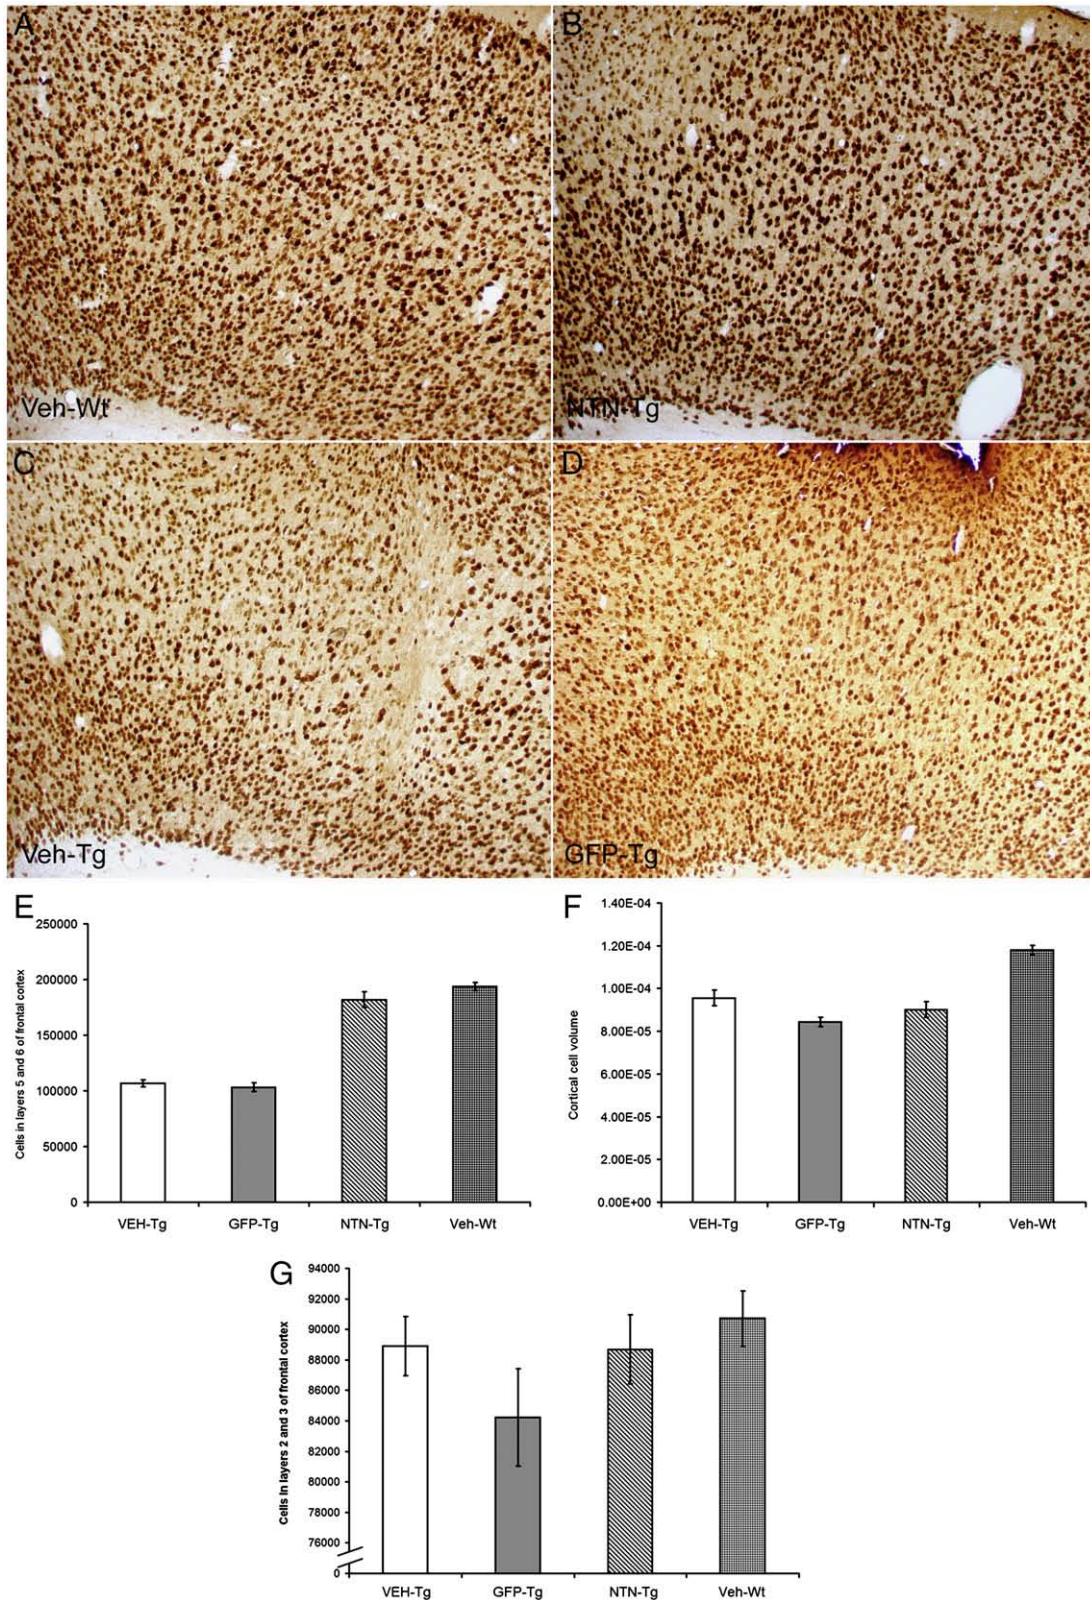 A
B
Veh-Wt
NTN-Tg
C
D
Veh-Tg
GFP-Tg
E
Cells in layers 5 and 6 of frontal cortex
250000
200000
150000
100000
50000
0
VEH-Tg GFP-Tg NTN-Tg Veh-Wt
F
Cortical cell volume
1.40E-04
1.20E-04
1.00E-04
8.00E-05
6.00E-05
4.00E-05
2.00E-05
0.00E+00
VEH-Tg GFP-Tg NTN-Tg Veh-Wt
G
Cells in layers 2 and 3 of frontal cortex
94000
92000
90000
88000
86000
84000
82000
80000
78000
76000
0
VEH-Tg GFP-Tg NTN-Tg Veh-Wt